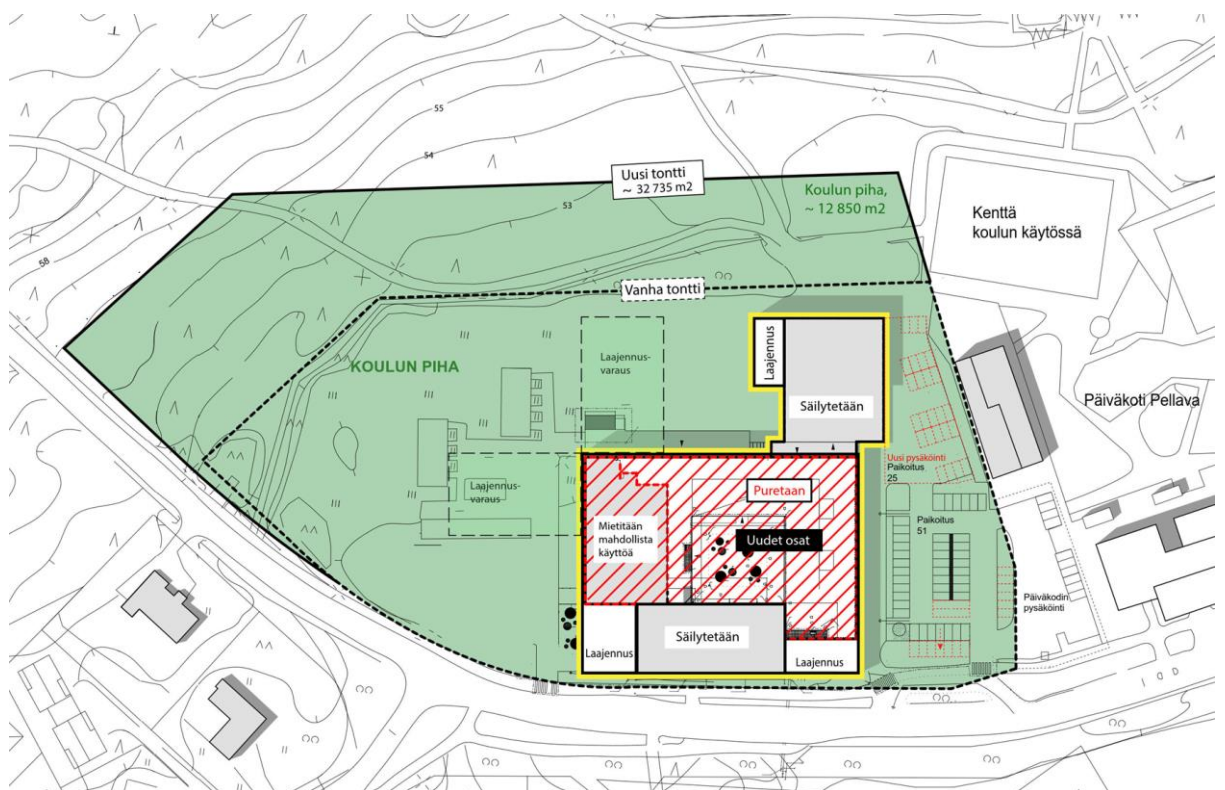 55
54
Uusi tontti
~ 32 735 m2
Koulun piha,
~ 12 850 m2
53
Kenttä
koulun käytössä
58
Vanha tontti
KOULUN PIHA
Laajennus-
varaus
Laajennus
Säilytetään
Päiväkoti Pellava
Uusi pysäköinti
Paikoitus
25
Laajennus-
varaus
Puretaan
Mietitään
mahdollista
käyttöä
Uudet osat
Paikoitus
51
Päiväkodin
pysäköinti
Säilytetään
Laajennus
Laajennus